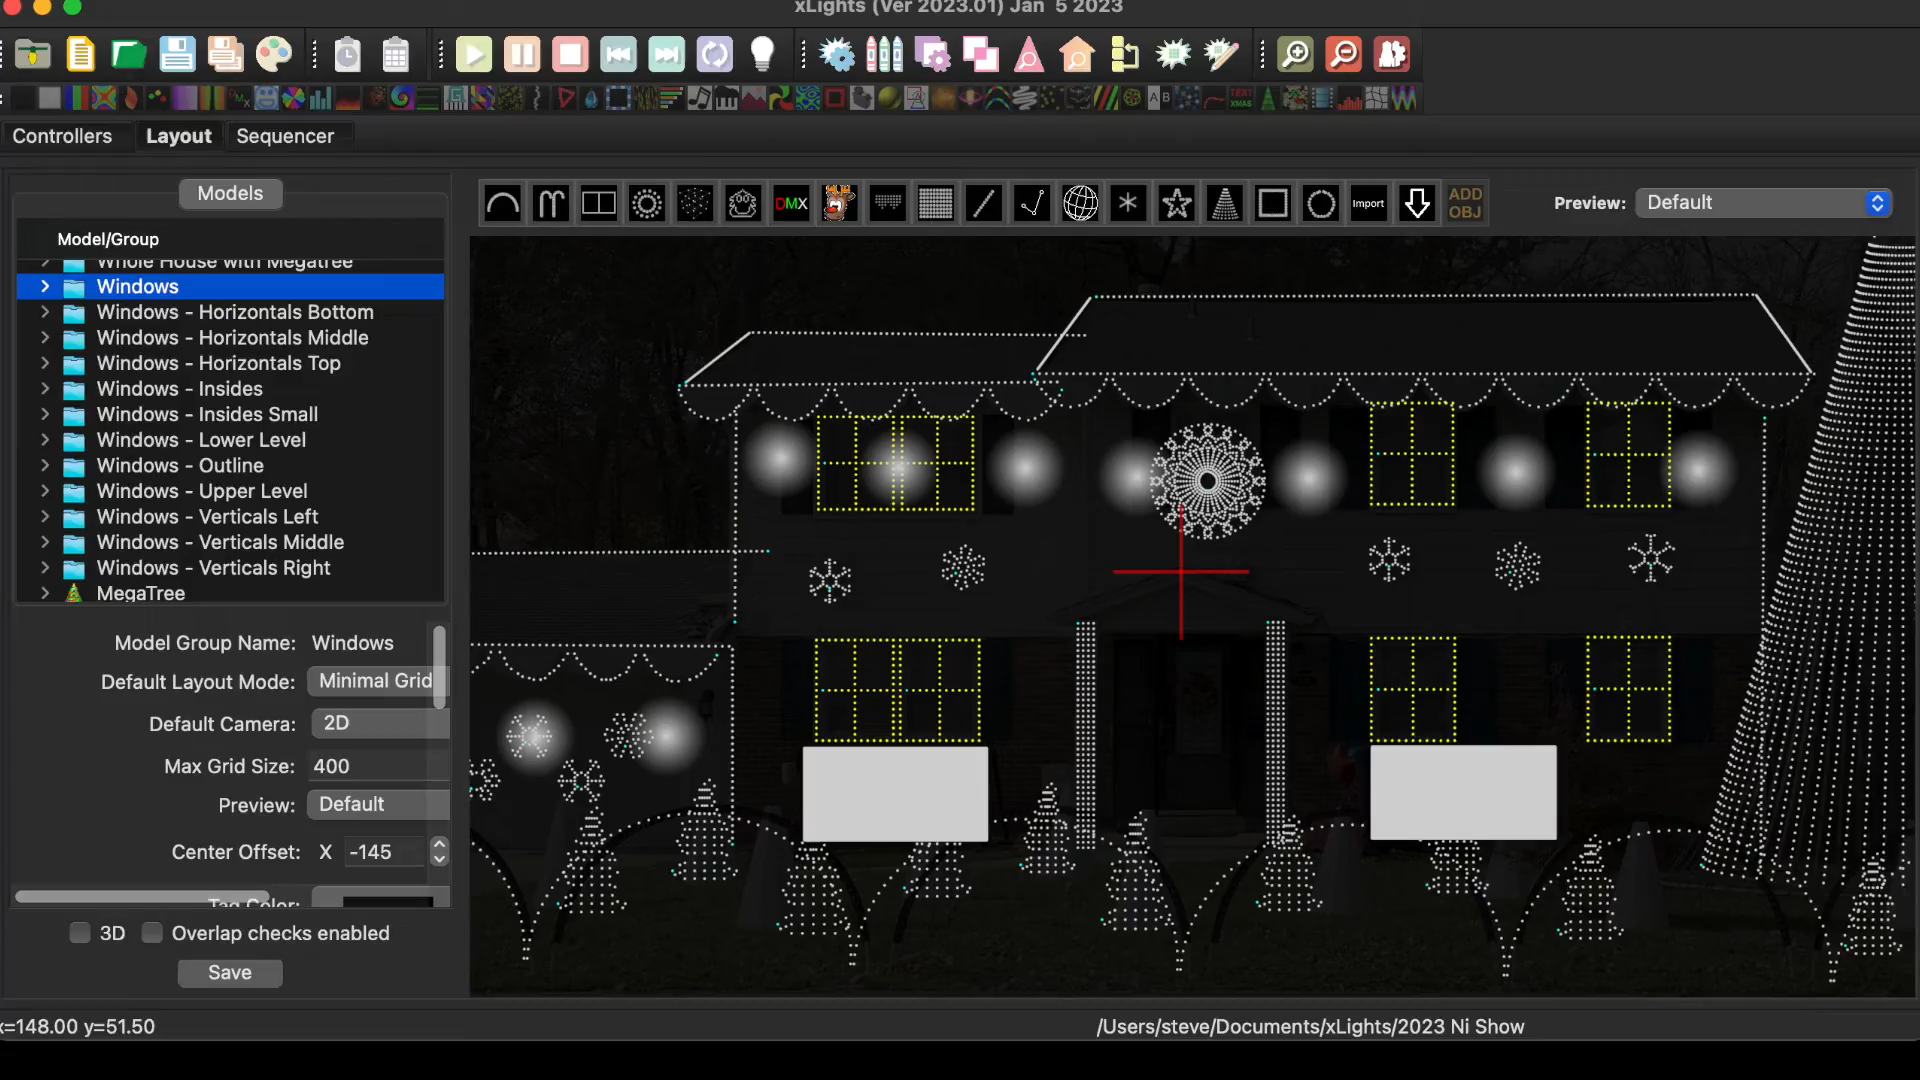 xLights (Ver 2023.01) Jan 5 2023
Controllers
Layout
Sequencer
Models
DMX
Import
ADD
OBJ
Preview:
Default
Model/Group
Whole House with Megatree
Windows
Windows - Horizontals Bottom
Windows - Horizontals Middle
Windows - Horizontals Top
Windows - Insides
Windows - Insides Small
Windows - Lower Level
Windows - Outline
Windows - Upper Level
Windows - Verticals Left
Windows - Verticals Middle
Windows - Verticals Right
MegaTree
Model Group Name: Windows
Default Layout Mode: Minimal Grid
Default Camera: 2D
Max Grid Size: 400
Preview: Default
Center Offset: X -145
Tag Color:
3D
Overlap checks enabled
Save
x=148.00 y=51.50
/Users/steve/Documents/xLights/2023 Ni Show